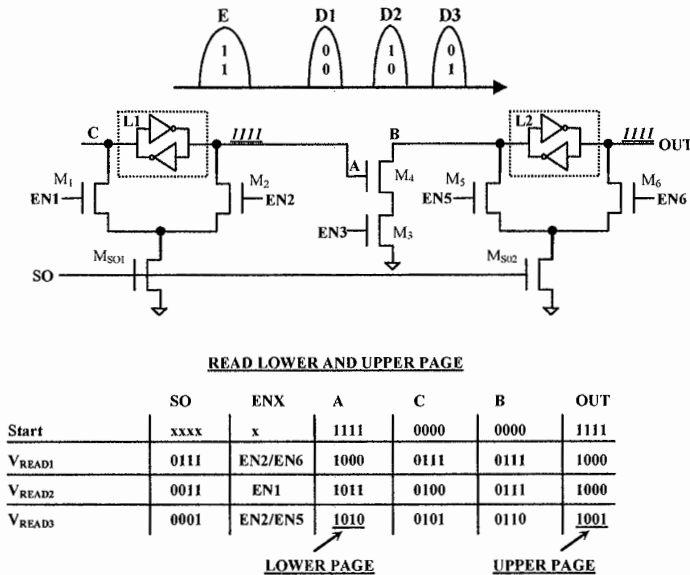 E D1 D2 D3
1 0 1 0
1 0 0 1
C L1 1111 A B L2 1111 OUT
M1 M2 M4 M5 M6
EN1 EN2 EN3 M3 EN5 EN6
SO MSO1 MS02
READ LOWER AND UPPER PAGE
SO ENX A C B OUT
Start xxxx x 1111 0000 0000 1111
VREAD1 0111 EN2/EN6 1000 0111 0111 1000
VREAD2 0011 EN1 1011 0100 0111 1000
VREAD3 0001 EN2/EN5 1010 0101 0110 1001
LOWER PAGE UPPER PAGE